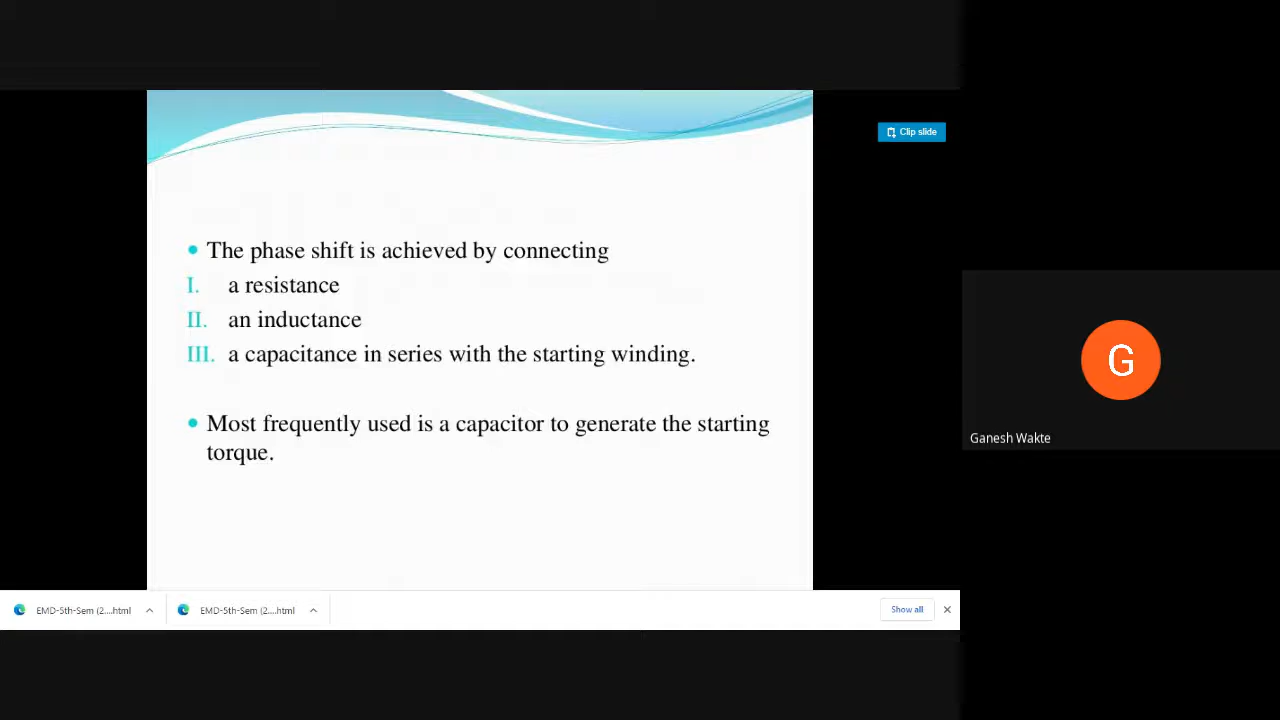 Clip slide
• The phase shift is achieved by connecting
I. a resistance
II. an inductance
III. a capacitance in series with the starting winding.
• Most frequently used is a capacitor to generate the starting
torque.
G
Ganesh Wakte
EMD-5th-Sem (2....html
EMD-5th-Sem (2....html
Show all